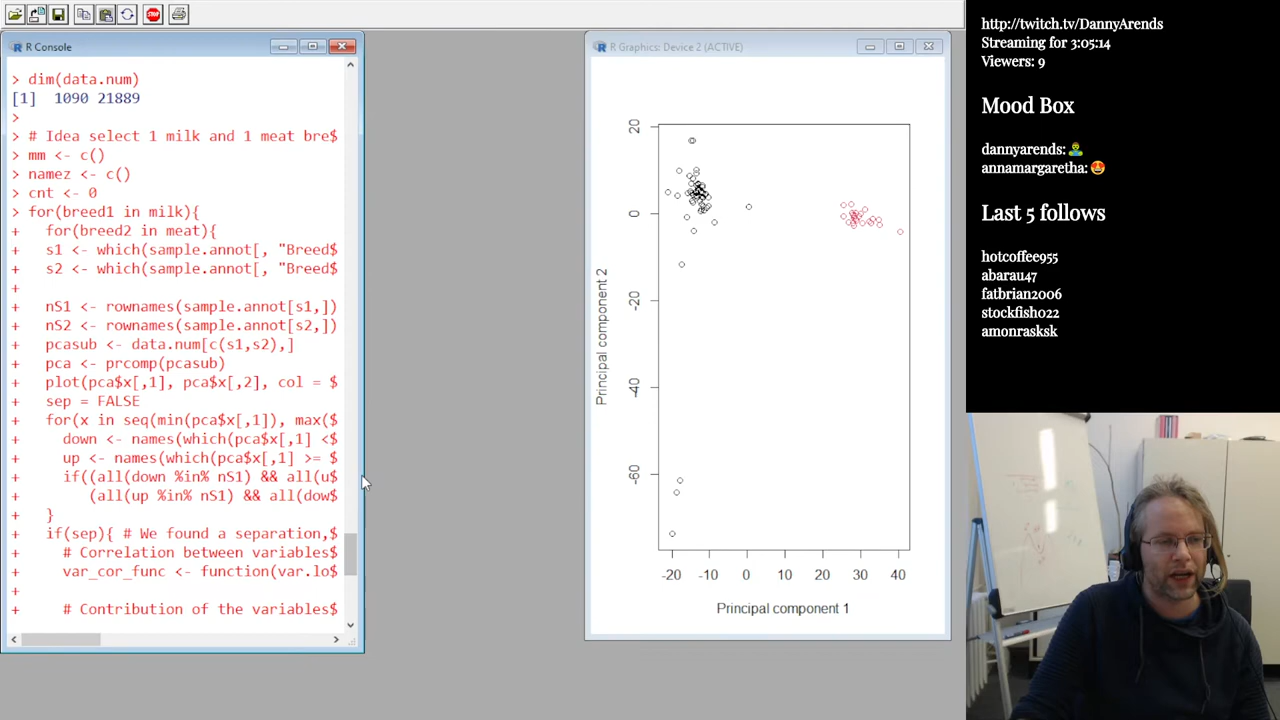 R Console
> dim(data.num)
[1]  1090 21889
>
> # Idea select 1 milk and 1 meat bre$
> mm <- c()
> namez <- c()
> cnt <- 0
> for(breed1 in milk){
+   for(breed2 in meat){
+   s1 <- which(sample.annot[, "Breed$
+   s2 <- which(sample.annot[, "Breed$
+
+   nS1 <- rownames(sample.annot[s1,])
+   nS2 <- rownames(sample.annot[s2,])
+   pcasub <- data.num[c(s1,s2),]
+   pca <- prcomp(pcasub)
+   plot(pca$x[,1], pca$x[,2], col = $
+   sep = FALSE
+   for(x in seq(min(pca$x[,1]), max($
+     down <- names(which(pca$x[,1] <$
+     up <- names(which(pca$x[,1] >= $
+     if((all(down %in% nS1) && all(u$
+        (all(up %in% nS1) && all(dow$
+   }
+   if(sep){ # We found a separation,$
+     # Correlation between variables$
+     var_cor_func <- function(var.lo$
+
+     # Contribution of the variables$
R Graphics: Device 2 (ACTIVE)
20
0
-20
-40
-60
Principal component 2
-20 -10 0 10 20 30 40
Principal component 1
http://twitch.tv/DannyArends
Streaming for 3:05:14
Viewers: 9
Mood Box
dannyarends: 🧟‍♂️
annamargaretha: 😍
Last 5 follows
hotcoffee955
abarau47
fatbrian2006
stockfish022
amonrasksk